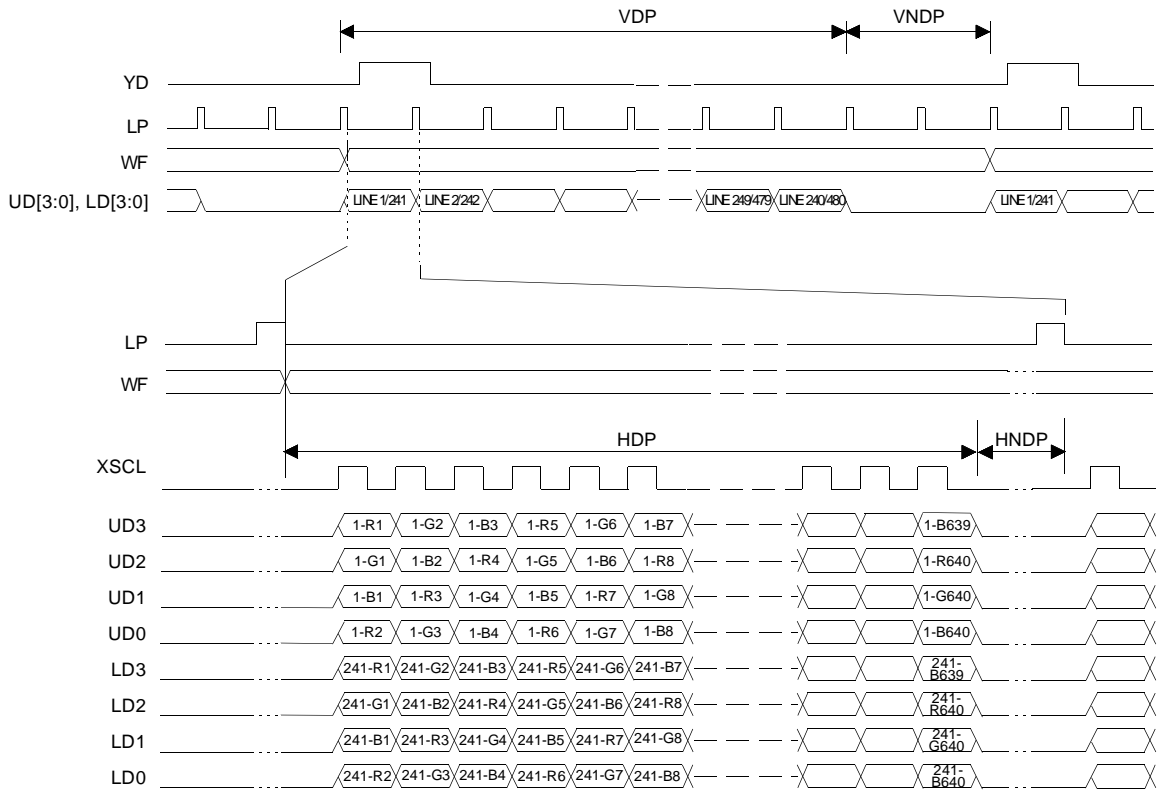 VDP VNDP
YD
LP
WF
UD[3:0], LD[3:0] LINE 1/241 LINE 2/242 LINE 249/479 LINE 240/480 LINE 1/241
LP
WF
HDP HNDP
XSCL
UD3 1-R1 1-G2 1-B3 1-R5 1-G6 1-B7 1-B639
UD2 1-G1 1-B2 1-R4 1-G5 1-B6 1-R8 1-R640
UD1 1-B1 1-R3 1-G4 1-B5 1-R7 1-G8 1-G640
UD0 1-R2 1-G3 1-B4 1-R6 1-G7 1-B8 1-B640
LD3 241-R1 241-G2 241-B3 241-R5 241-G6 241-B7 241-B639
LD2 241-G1 241-B2 241-R4 241-G5 241-B6 241-R8 241-R640
LD1 241-B1 241-R3 241-G4 241-B5 241-R7 241-G8 241-G640
LD0 241-R2 241-G3 241-B4 241-R6 241-G7 241-B8 241-B640